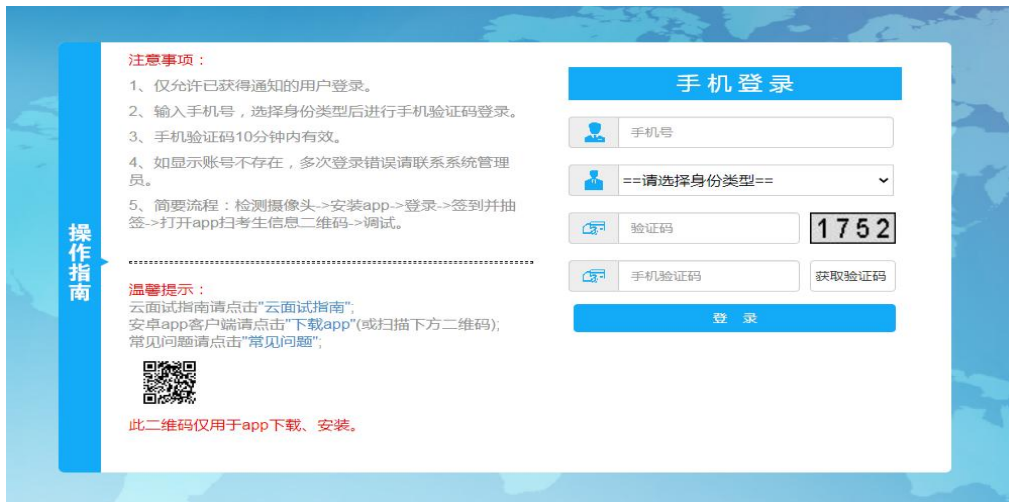 操作指南
注意事项：
1、仅允许已获得通知的用户登录。
2、输入手机号，选择身份类型后进行手机验证码登录。
3、手机验证码10分钟内有效。
4、如显示账号不存在，多次登录错误请联系系统管理
员。
5、简要流程：检测摄像头->安装app->登录->签到并抽
签->打开app扫考生信息二维码->调试。
温馨提示：
云面试指南请点击"云面试指南";
安卓app客户端请点击"下载app"(或扫描下方二维码);
常见问题请点击"常见问题";
此二维码仅用于app下载、安装。
手机登录
手机号
==请选择身份类型==
验证码
1752
手机验证码
获取验证码
登 录